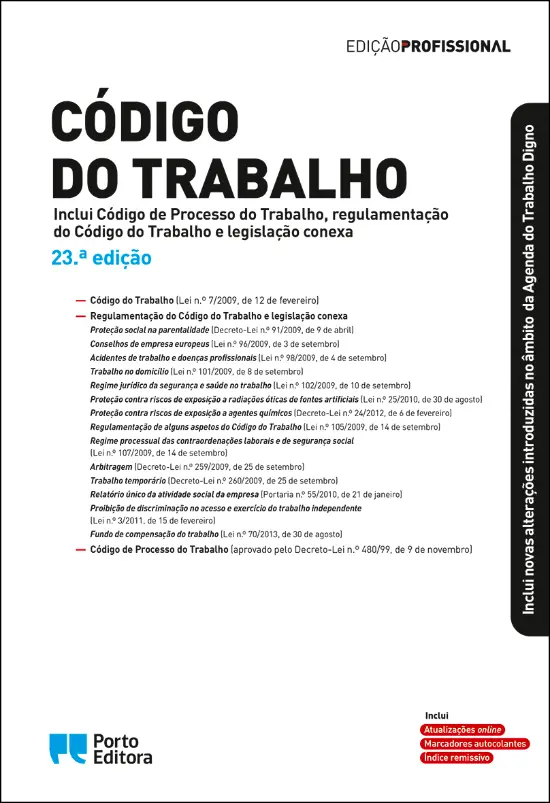 EDIÇÃOPROFISSIONAL
CÓDIGO
DO TRABALHO
Inclui Código de Processo do Trabalho, regulamentação
do Código do Trabalho e legislação conexa
23.ª edição
— Código do Trabalho (Lei n.º 7/2009, de 12 de fevereiro)
— Regulamentação do Código do Trabalho e legislação conexa
Proteção social na parentalidade (Decreto-Lei n.º 91/2009, de 9 de abril)
Conselhos de empresa europeus (Lei n.º 96/2009, de 3 de setembro)
Acidentes de trabalho e doenças profissionais (Lei n.º 98/2009, de 4 de setembro)
Trabalho no domicílio (Lei n.º 101/2009, de 8 de setembro)
Regime jurídico da segurança e saúde no trabalho (Lei n.º 102/2009, de 10 de setembro)
Proteção contra riscos de exposição a radiações óticas de fontes artificiais (Lei n.º 25/2010, de 30 de agosto)
Proteção contra riscos de exposição a agentes químicos (Decreto-Lei n.º 24/2012, de 6 de fevereiro)
Regulamentação de alguns aspetos do Código do Trabalho (Lei n.º 105/2009, de 14 de setembro)
Regime processual das contraordenações laborais e de segurança social
(Lei n.º 107/2009, de 14 de setembro)
Arbitragem (Decreto-Lei n.º 259/2009, de 25 de setembro)
Trabalho temporário (Decreto-Lei n.º 260/2009, de 25 de setembro)
Relatório único da atividade social da empresa (Portaria n.º 55/2010, de 21 de janeiro)
Proibição de discriminação no acesso e exercício do trabalho independente
(Lei n.º 3/2011, de 15 de fevereiro)
Fundo de compensação do trabalho (Lei n.º 70/2013, de 30 de agosto)
— Código de Processo do Trabalho (aprovado pelo Decreto-Lei n.º 480/99, de 9 de novembro)
Inclui novas alterações introduzidas no âmbito da Agenda do Trabalho Digno
Porto
Editora
Inclui
Atualizações online
Marcadores autocolantes
Índice remissivo